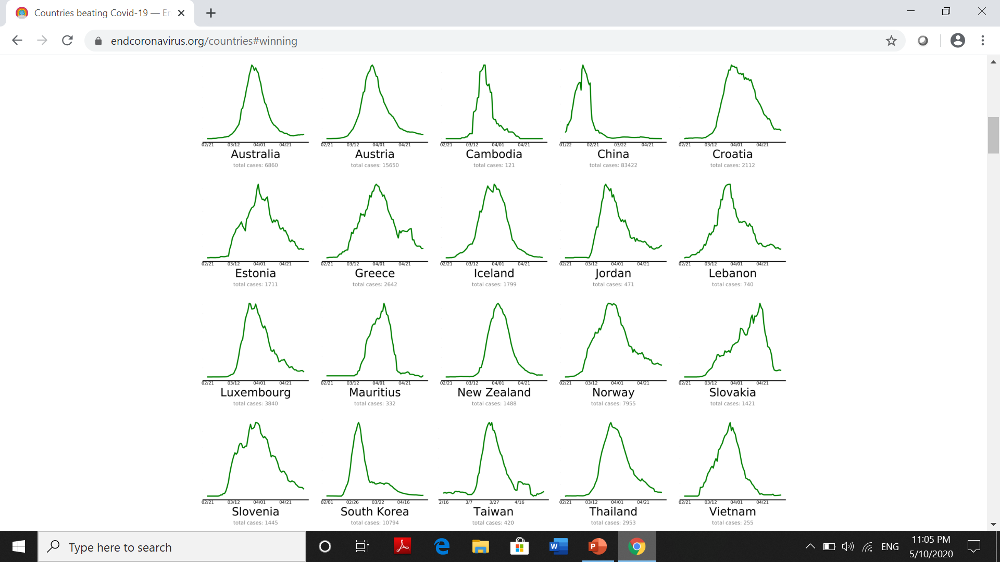 Countries beating Covid-19 — En
endcoronavirus.org/countries#winning
02/21 03/12 04/01 04/21
Australia
total cases: 6860
02/21 03/12 04/01 04/21
Austria
total cases: 15650
02/21 03/12 04/01 04/21
Cambodia
total cases: 121
01/22 02/21 03/22 04/21
China
total cases: 83422
02/21 03/12 04/01 04/21
Croatia
total cases: 2112
02/21 03/12 04/01 04/21
Estonia
total cases: 1711
02/21 03/12 04/01 04/21
Greece
total cases: 2642
02/21 03/12 04/01 04/21
Iceland
total cases: 1799
02/21 03/12 04/01 04/21
Jordan
total cases: 471
02/21 03/12 04/01 04/21
Lebanon
total cases: 740
02/21 03/12 04/01 04/21
Luxembourg
total cases: 3840
02/21 03/12 04/01 04/21
Mauritius
total cases: 332
02/21 03/12 04/01 04/21
New Zealand
total cases: 1488
02/21 03/12 04/01 04/21
Norway
total cases: 7955
02/21 03/12 04/01 04/21
Slovakia
total cases: 1421
02/21 03/12 04/01 04/21
Slovenia
total cases: 1445
02/01 02/26 03/22 04/16
South Korea
total cases: 10794
2/16 3/7 3/27 4/16
Taiwan
total cases: 420
02/21 03/12 04/01 04/21
Thailand
total cases: 2953
02/21 03/12 04/01 04/21
Vietnam
total cases: 255
Type here to search
W
P
ENG
11:05 PM
5/10/2020